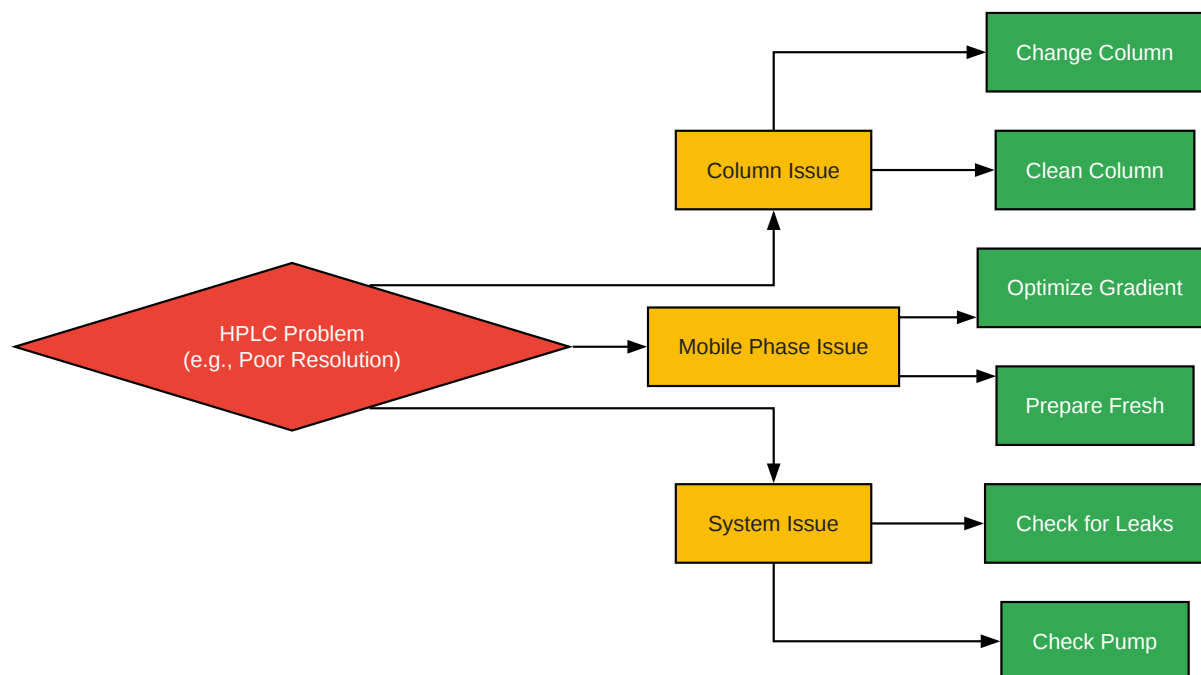 HPLC Problem
(e.g., Poor Resolution)
Column Issue
Mobile Phase Issue
System Issue
Change Column
Clean Column
Optimize Gradient
Prepare Fresh
Check for Leaks
Check Pump